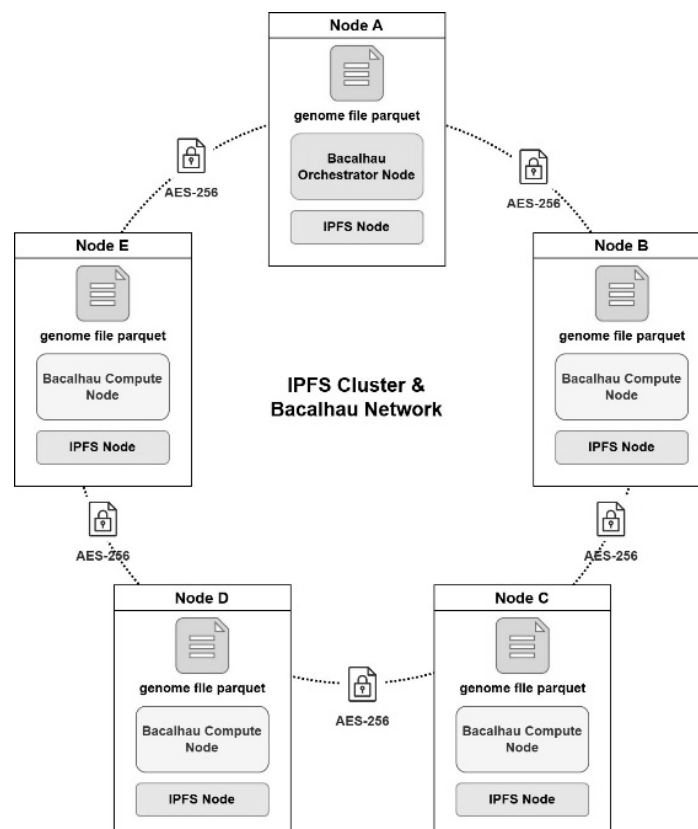 Node A
genome file parquet
Bacalhau
Orchestrator Node
IPFS Node
AES-256
AES-256
Node E
genome file parquet
Bacalhau Compute
Node
IPFS Node
Node B
genome file parquet
Bacalhau Compute
Node
IPFS Node
IPFS Cluster &
Bacalhau Network
AES-256
AES-256
Node D
genome file parquet
Bacalhau Compute
Node
IPFS Node
AES-256
Node C
genome file parquet
Bacalhau Compute
Node
IPFS Node